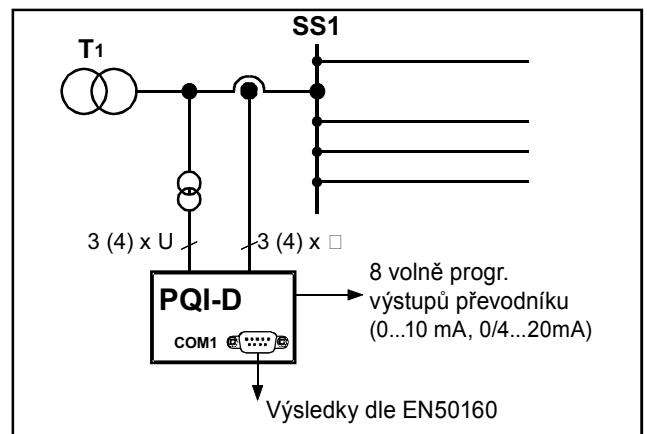 SS1
T1
3 (4) x U
3 (4) x □
8 volně progr.
výstupů převodníku
(0...10 mA, 0/4...20mA)
PQI-D
COM1
Výsledky dle EN50160